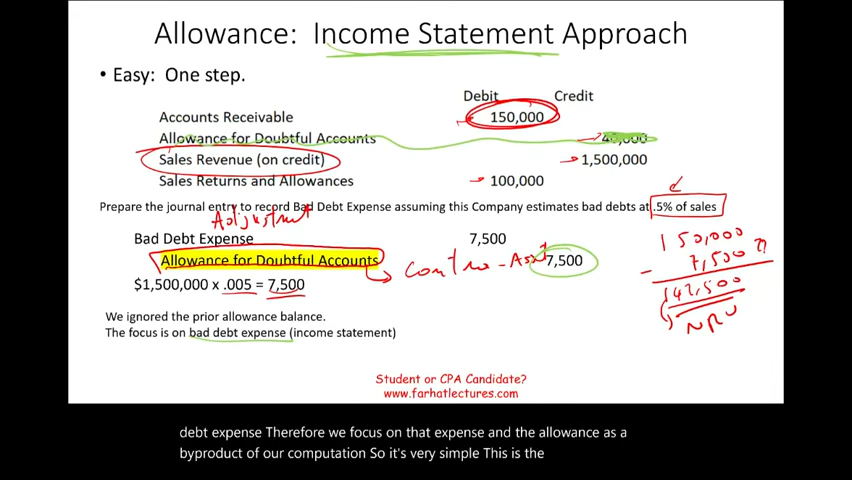 Allowance: Income Statement Approach
• Easy: One step.
Debit Credit
Accounts Receivable 150,000
Allowance for Doubtful Accounts
Sales Revenue (on credit) 1,500,000
Sales Returns and Allowances 100,000
Prepare the journal entry to record Bad Debt Expense assuming this Company estimates bad debts at .5% of sales
Adjustment
Bad Debt Expense 7,500
Allowance for Doubtful Accounts 7,500
Contra-Asset
$1,500,000 x .005 = 7,500
150,000
7,500
-
142,500
NRV
We ignored the prior allowance balance.
The focus is on bad debt expense (income statement)
Student or CPA Candidate?
www.farhatlectures.com
debt expense Therefore we focus on that expense and the allowance as a
byproduct of our computation So it's very simple This is the